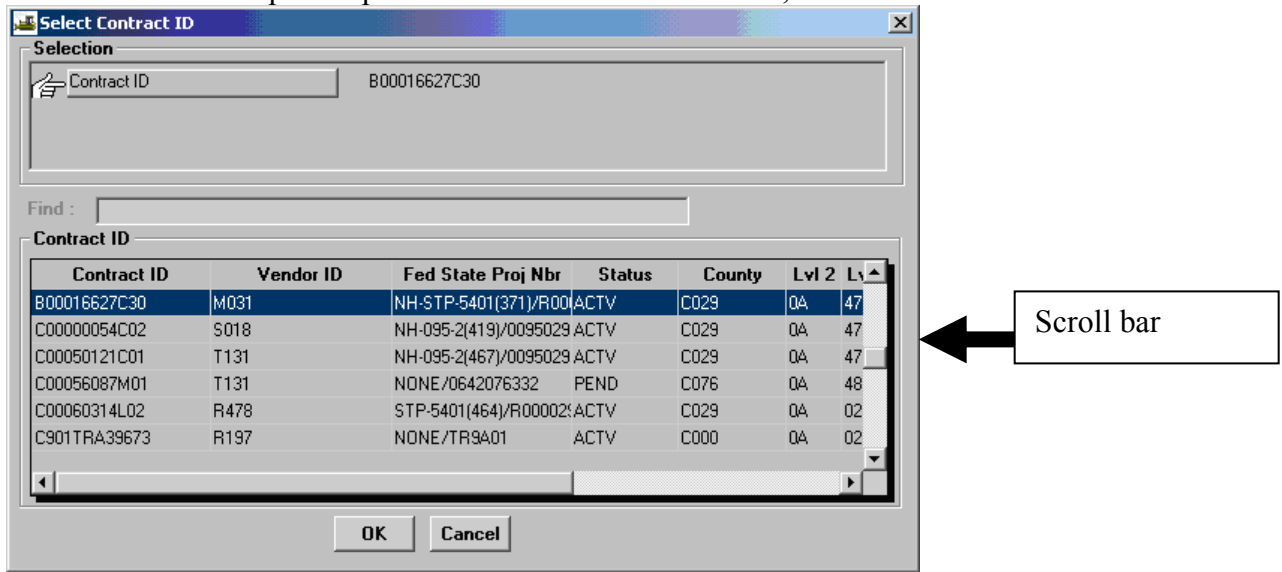 Select Contract ID
Selection
Contract ID B00016627C30
Find :
Contract ID
Contract ID Vendor ID Fed State Proj Nbr Status County Lvl 2
B00016627C30 M031 NH-STP-5401(371)/R00 ACTV C029 0A 47
C00000054C02 S018 NH-095-2(419)/0095029 ACTV C029 0A 47
C00050121C01 T131 NH-095-2(467)/0095029 ACTV C029 0A 47
C00056087M01 T131 NONE/0642076332 PEND C076 0A 48
C00060314L02 R478 STP-5401(464)/R00002 ACTV C029 0A 02
C901TRA39673 R197 NONE/TR9A01 ACTV C000 0A 02
OK Cancel
Scroll bar